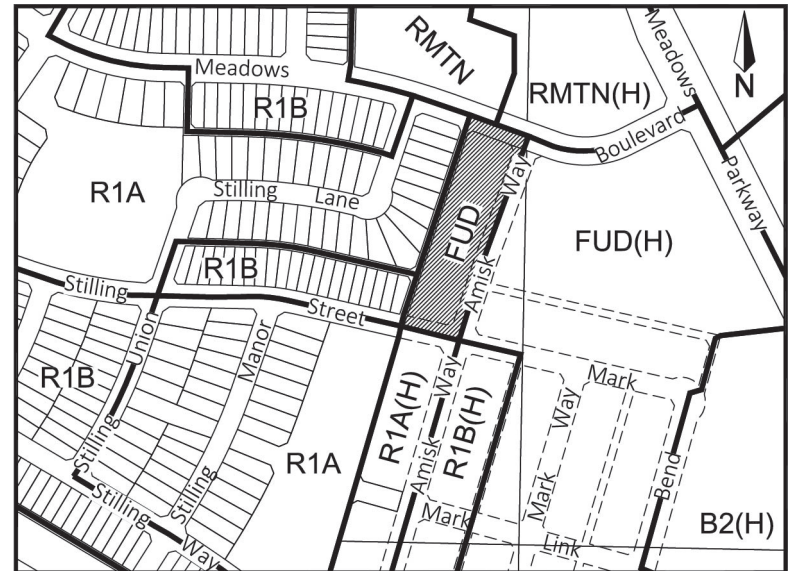 RMTN
Meadows
N
Meadows
RMTN(H)
R1B
Boulevard
Parkway
R1A
Stilling
Lane
Way
FUD
FUD(H)
R1B
Stilling
Street
Amisk
Union
Manor
R1B
Mark
Way
R1A(H)
R1B(H)
Way
Stilling
R1A
Amisk
Bend
Stilling
Stilling
Way
Mark
Mark
Link
B2(H)